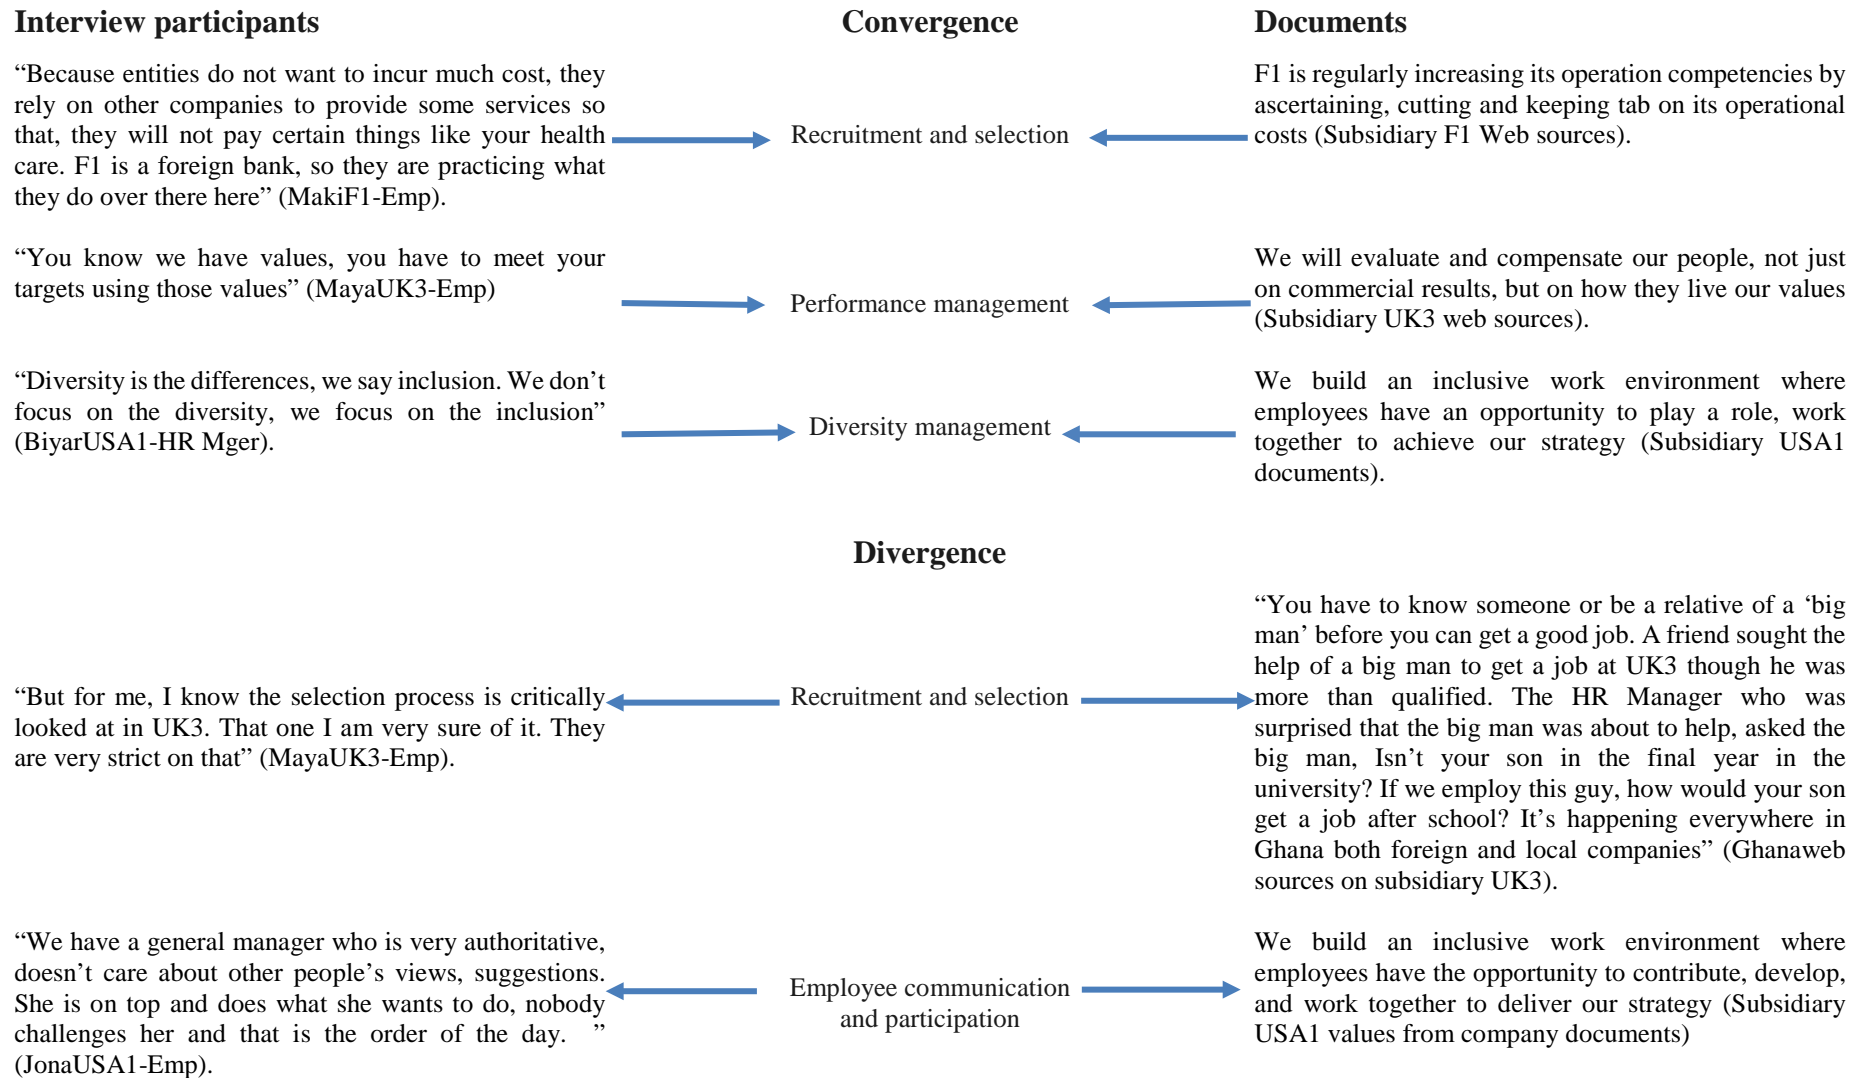 Interview participants
Convergence
Documents
“Because entities do not want to incur much cost, they
rely on other companies to provide some services so
that, they will not pay certain things like your health
care. F1 is a foreign bank, so they are practicing what
they do over there here” (MakiF1-Emp).
Recruitment and selection
F1 is regularly increasing its operation competencies by
ascertaining, cutting and keeping tab on its operational
costs (Subsidiary F1 Web sources).
“You know we have values, you have to meet your
targets using those values” (MayaUK3-Emp)
Performance management
We will evaluate and compensate our people, not just
on commercial results, but on how they live our values
(Subsidiary UK3 web sources).
“Diversity is the differences, we say inclusion. We don’t
focus on the diversity, we focus on the inclusion”
(BiyarUSA1-HR Mger).
Diversity management
We build an inclusive work environment where
employees have an opportunity to play a role, work
together to achieve our strategy (Subsidiary USA1
documents).
Divergence
“But for me, I know the selection process is critically
looked at in UK3. That one I am very sure of it. They
are very strict on that” (MayaUK3-Emp).
Recruitment and selection
“You have to know someone or be a relative of a ‘big
man’ before you can get a good job. A friend sought the
help of a big man to get a job at UK3 though he was
more than qualified. The HR Manager who was
surprised that the big man was about to help, asked the
big man, Isn’t your son in the final year in the
university? If we employ this guy, how would your son
get a job after school? It’s happening everywhere in
Ghana both foreign and local companies” (Ghanaweb
sources on subsidiary UK3).
“We have a general manager who is very authoritative,
doesn’t care about other people’s views, suggestions.
She is on top and does what she wants to do, nobody
challenges her and that is the order of the day. ”
(JonaUSA1-Emp).
Employee communication
and participation
We build an inclusive work environment where
employees have the opportunity to contribute, develop,
and work together to deliver our strategy (Subsidiary
USA1 values from company documents)